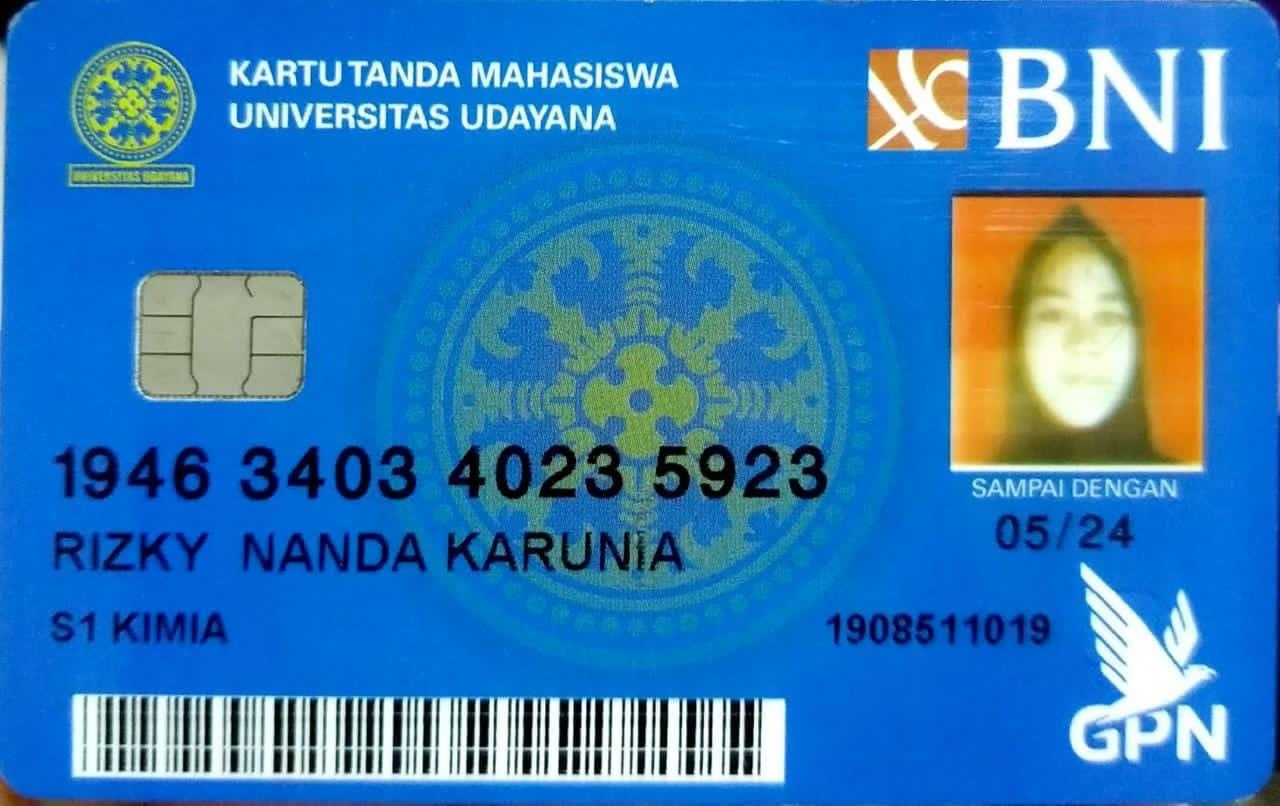 KARTU TANDA MAHASISWA
UNIVERSITAS UDAYANA
UNIVERSITAS UDAYANA
BNI
1946 3403 4023 5923
SAMPAI DENGAN
05/24
RIZKY NANDA KARUNIA
S1 KIMIA
1908511019
GPN